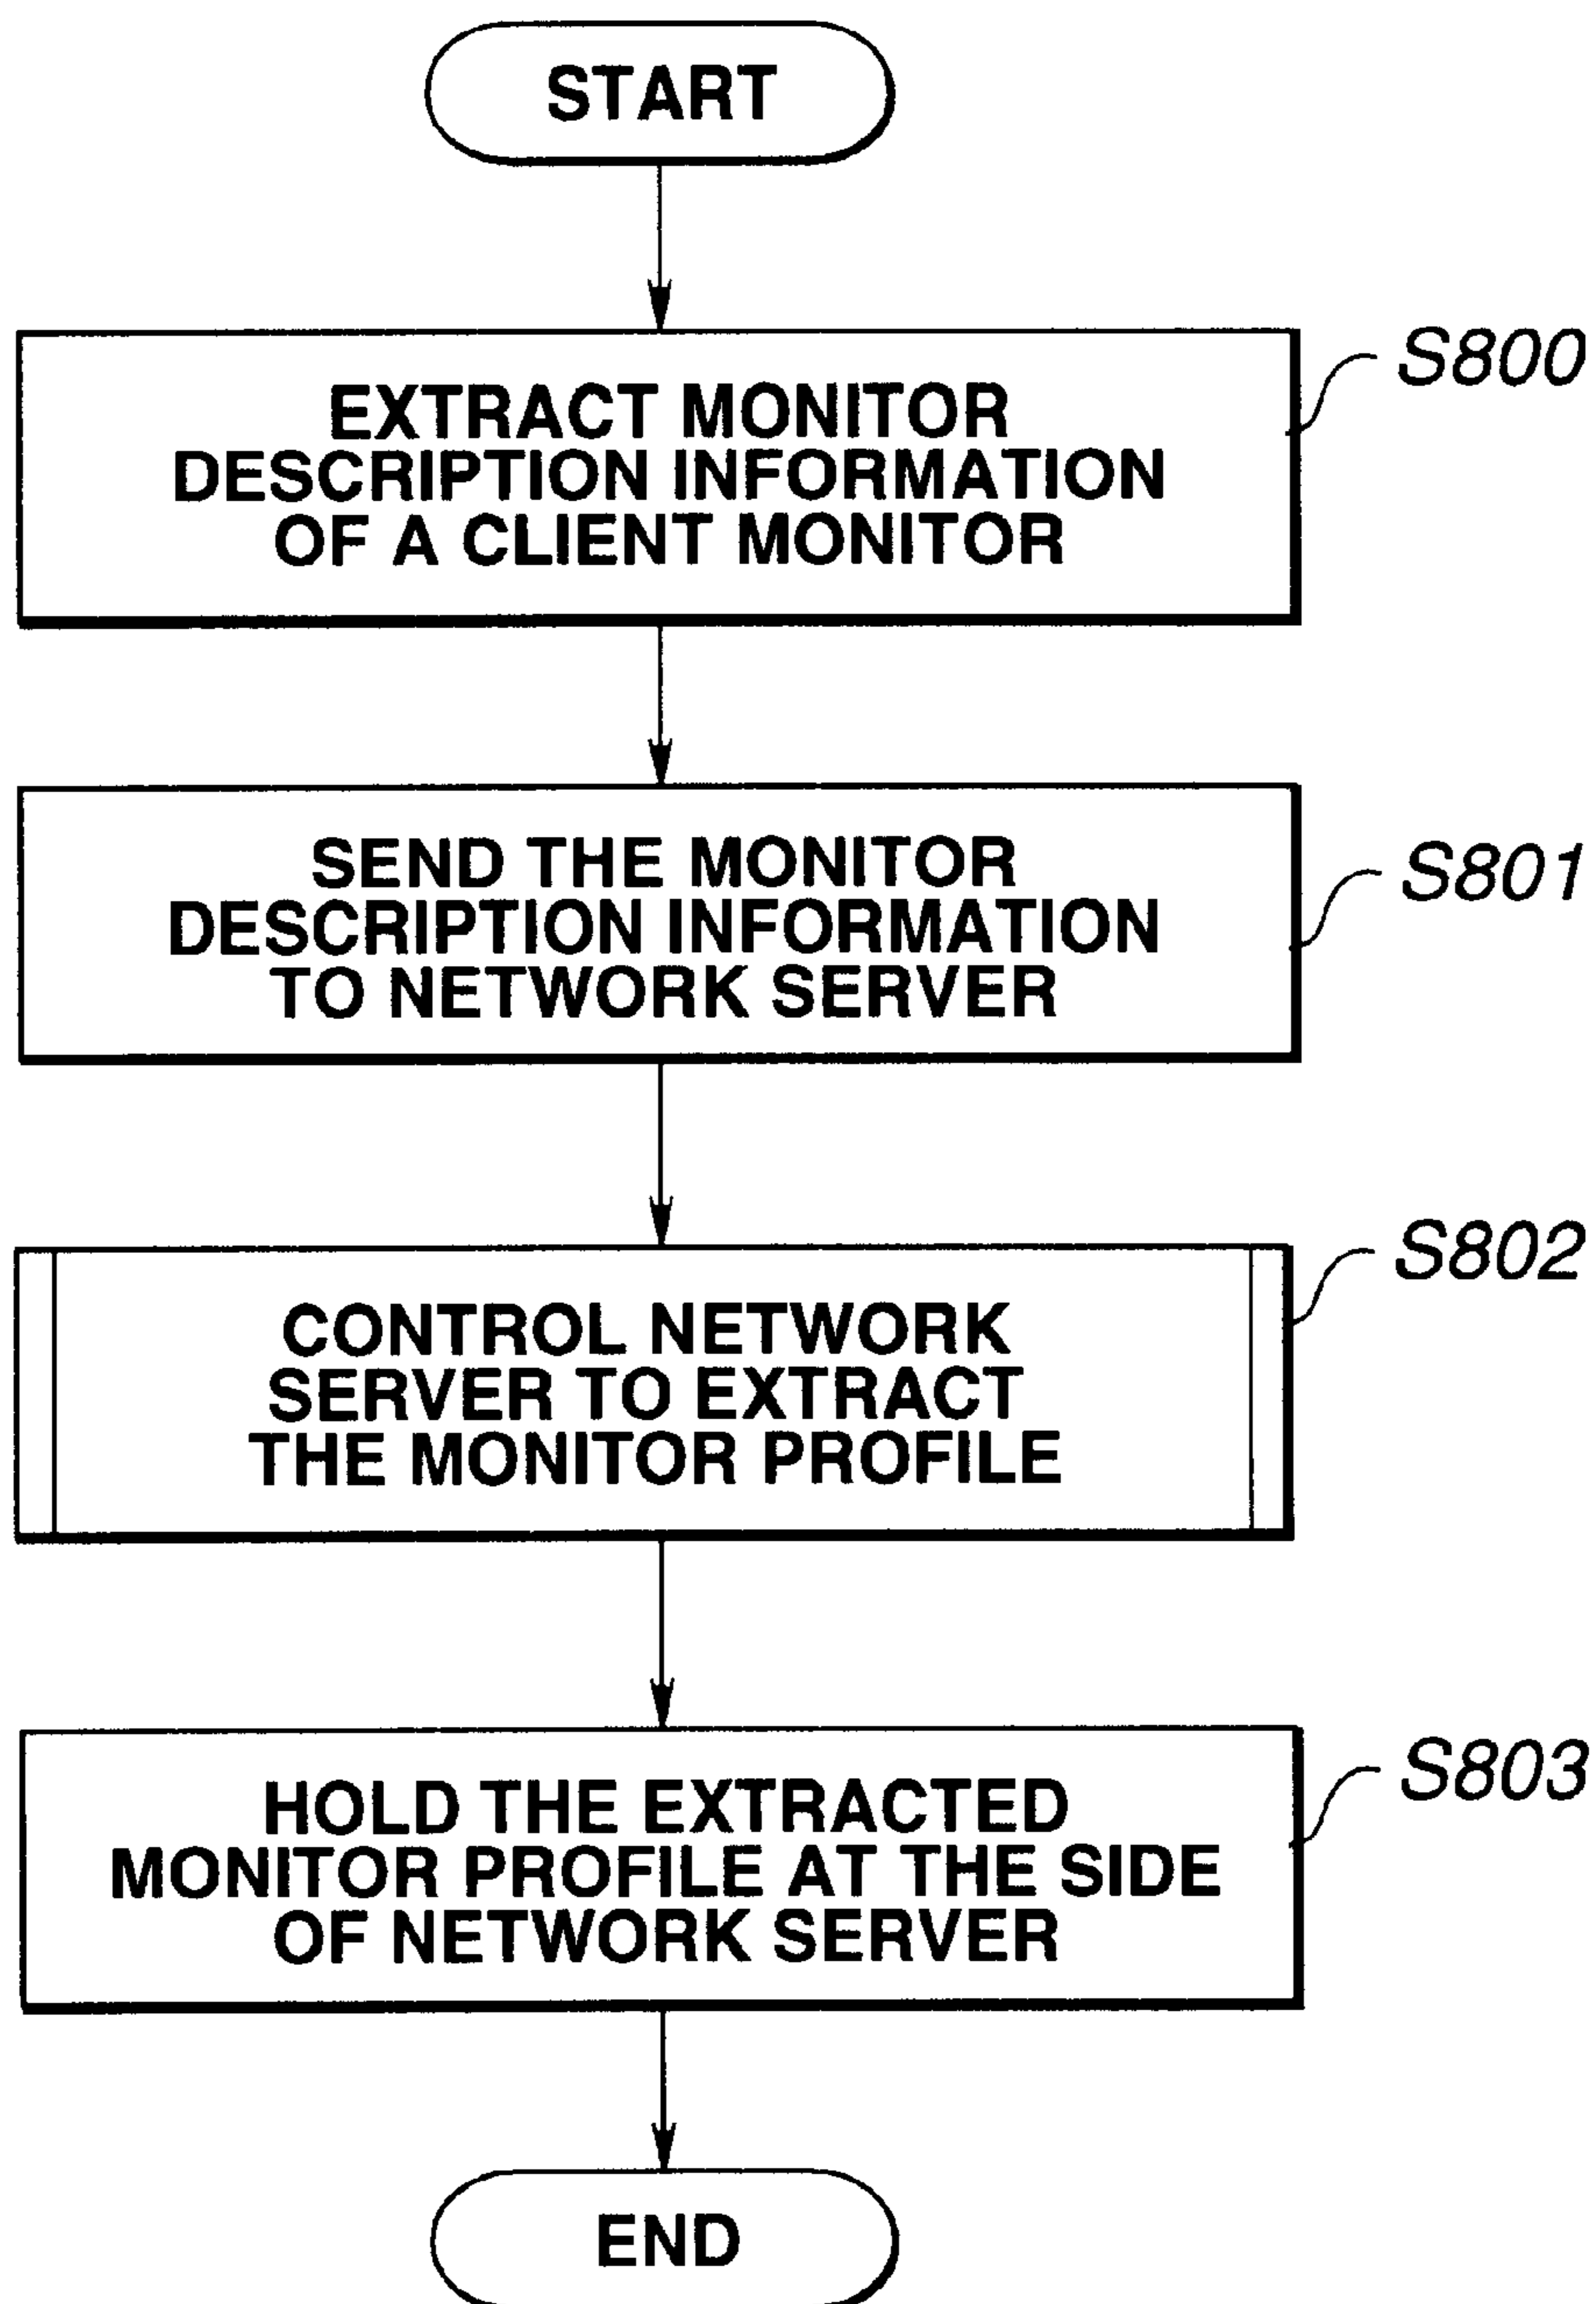 START
EXTRACT MONITOR
DESCRIPTION INFORMATION
OF A CLIENT MONITOR
S800
SEND THE MONITOR
DESCRIPTION INFORMATION
TO NETWORK SERVER
S801
CONTROL NETWORK
SERVER TO EXTRACT
THE MONITOR PROFILE
S802
HOLD THE EXTRACTED
MONITOR PROFILE AT THE SIDE
OF NETWORK SERVER
S803
END